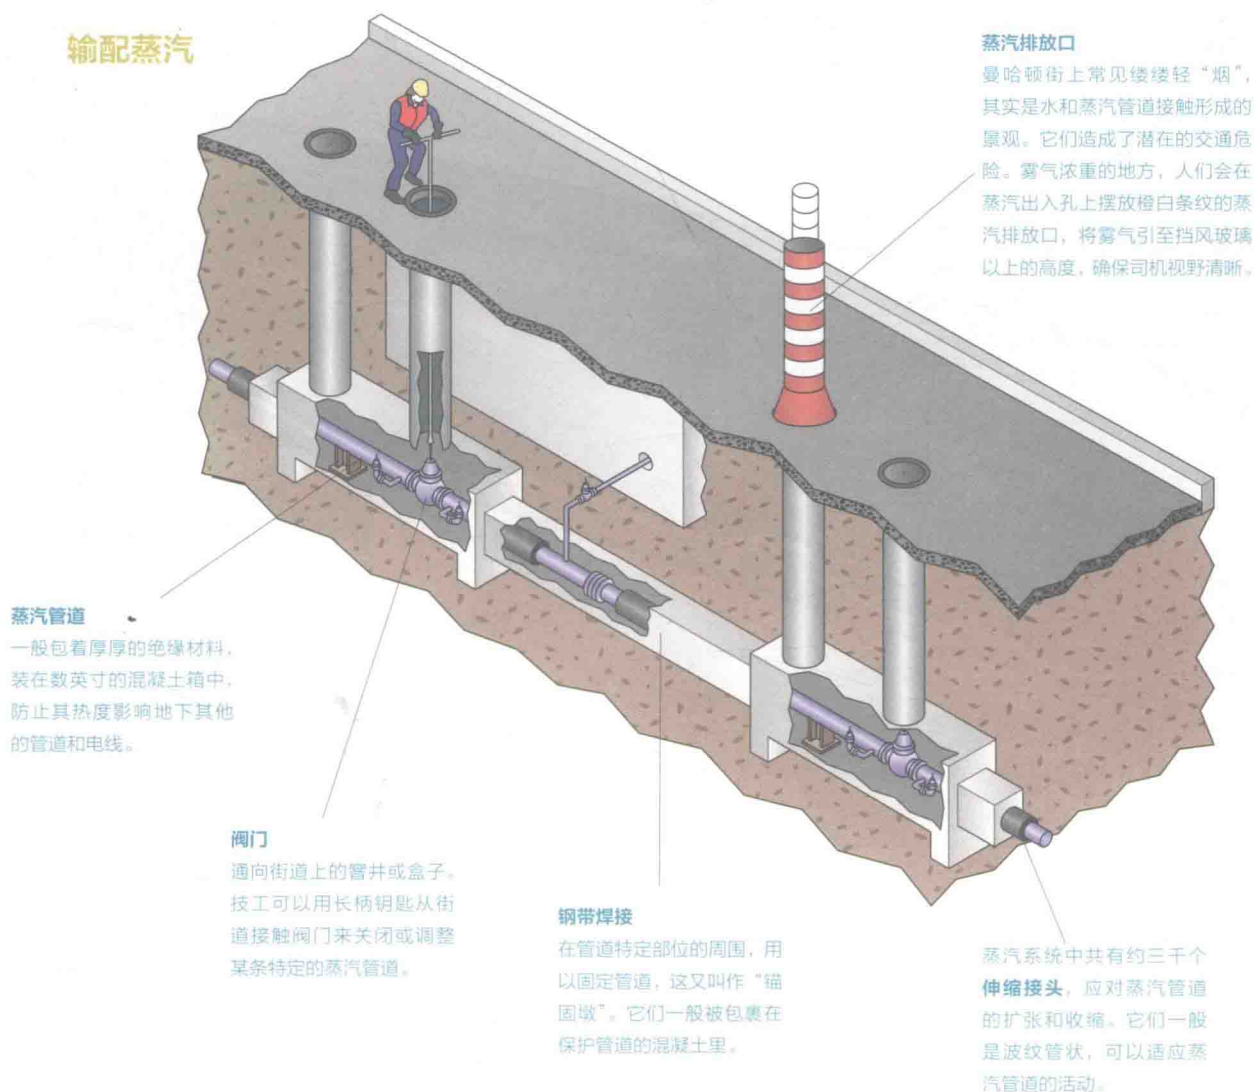 输配蒸汽
蒸汽排放口
曼哈顿街上常见缕缕轻“烟”，
其实是水和蒸汽管道接触形成的
景观。它们造成了潜在的交通危
险。雾气浓重的地方，人们会在
蒸汽出入孔上摆放橙白条纹的蒸
汽排放口，将雾气引至挡风玻璃
以上的高度，确保司机视野清晰。
蒸汽管道
一般包着厚厚的绝缘材料，
装在数英寸的混凝土箱中，
防止其热度影响地下其他
的管道和电线。
阀门
通向街道上的窨井或盒子。
技工可以用长柄钥匙从街
道接触阀门来关闭或调整
某条特定的蒸汽管道。
钢带焊接
在管道特定部位的周围，用
以固定管道，这又叫作“锚
固墩”。它们一般被包裹在
保护管道的混凝土里。
蒸汽系统中共有约三千个
伸缩接头，应对蒸汽管道
的扩张和收缩。它们一般
是波纹管状，可以适应蒸
汽管道的活动。